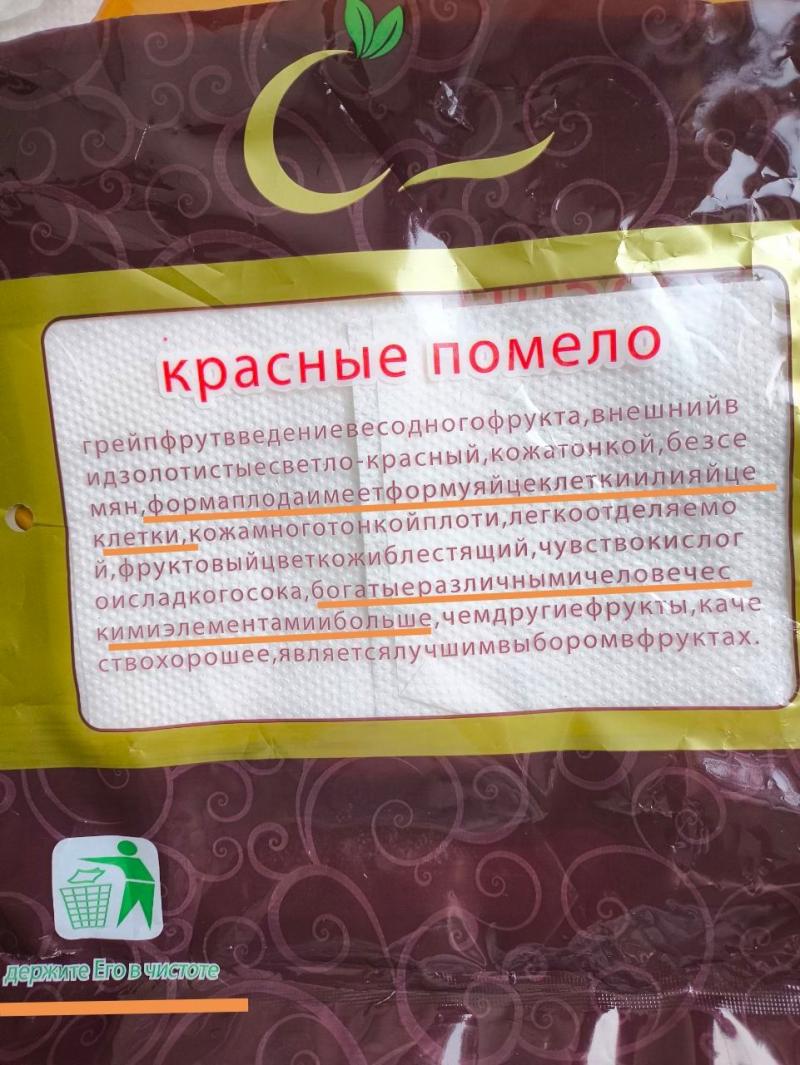 красные помело
грейпфрутвведениевесодногофрукта,внешнийв
идзолотистыесветло-красный,кожатонкой,безсе
мян,формаплодаимеетформуяйцеклеткиилияйце
клетки,кожамноготонкойплоти,легкоотделяемо
й,фруктовыйцветкожиблестящий,чувствокислог
оисладкогосока,богатыеразличнымичеловечес
кимиэлементамиибольше,чемдругиефрукты,каче
ствохорошее,являетсялучшимвыборомвфруктах.
держите Его в чистоте